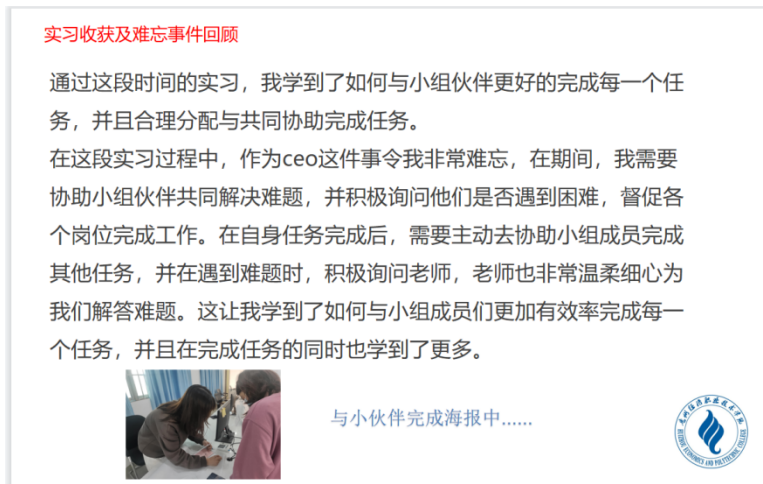 实习收获及难忘事件回顾
通过这段时间的实习，我学到了如何与小组伙伴更好的完成每一个任
务，并且合理分配与共同协助完成任务。
在这段实习过程中，作为ceo这件事令我非常难忘，在期间，我需要
协助小组伙伴共同解决难题，并积极询问他们是否遇到困难，督促各
个岗位完成工作。在自身任务完成后，需要主动去协助小组成员完成
其他任务，并在遇到难题时，积极询问老师，老师也非常温柔细心为
我们解答难题。这让我学到了如何与小组成员们更加有效率完成每一
个任务，并且在完成任务的同时也学到了更多。
与小伙伴完成海报中......